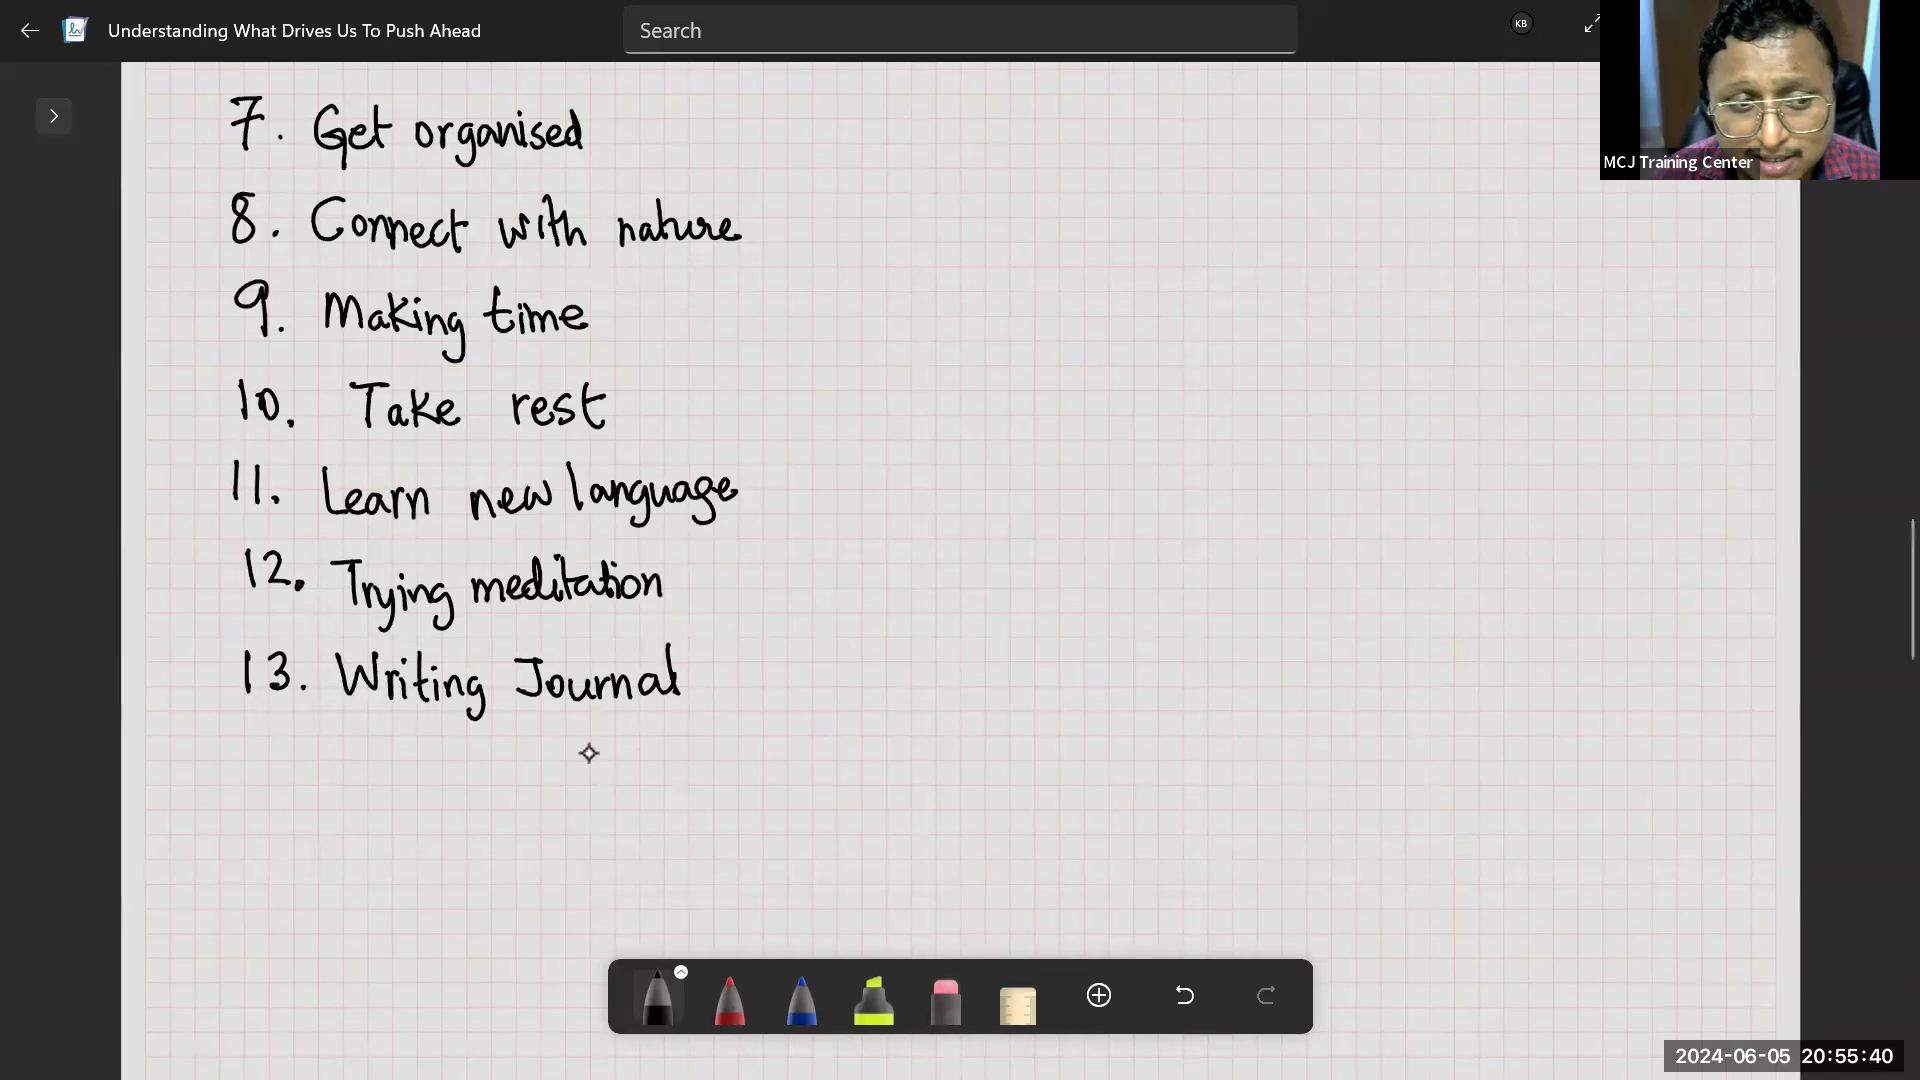 Understanding What Drives Us To Push Ahead
Search
KB
MCJ Training Center
7. Get organised
8. Connect with nature
9. Making time
10. Take rest
11. Learn new language
12. Trying meditation
13. Writing Journal
2024-06-05 20:55:40